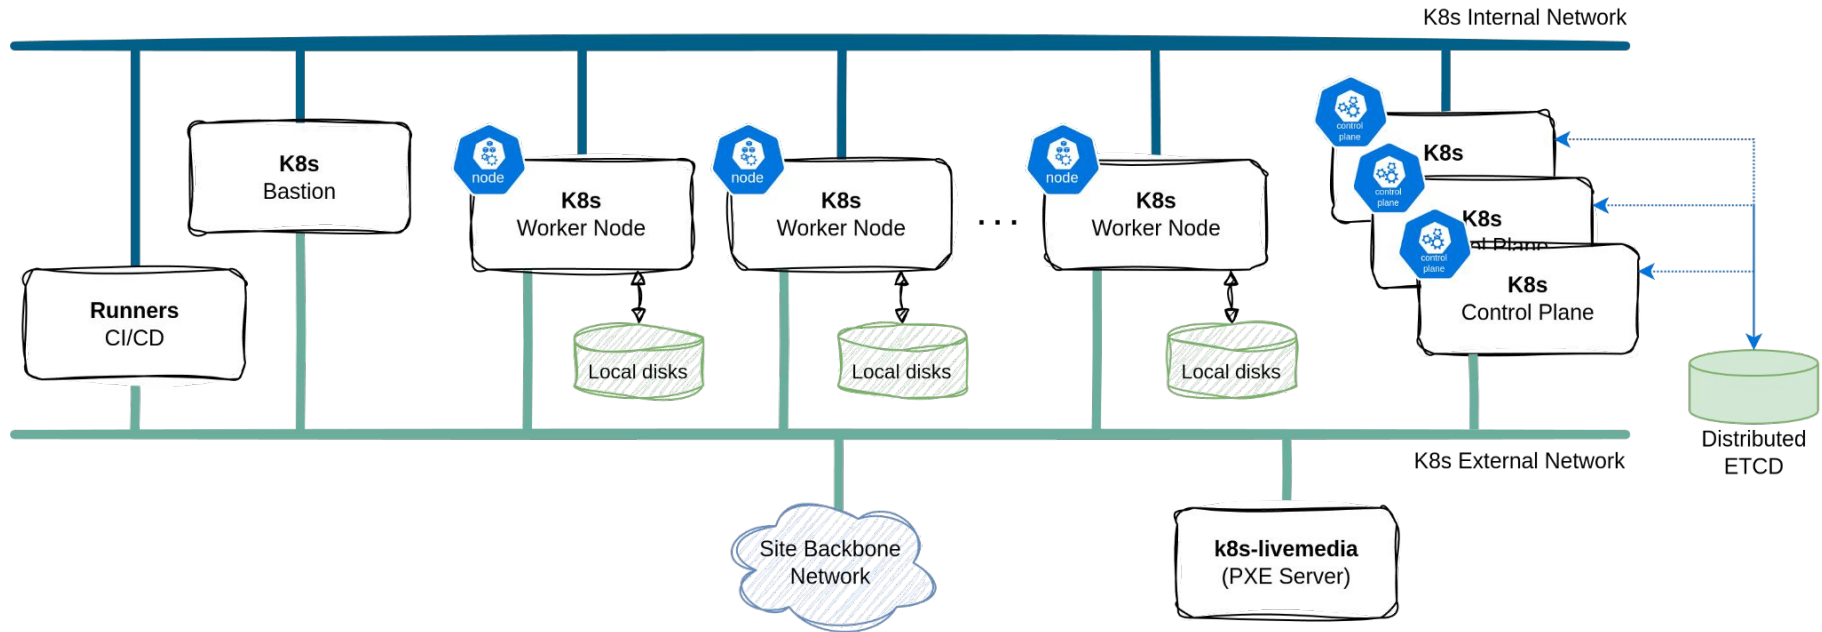 K8s Internal Network
K8s
Bastion
Runners
CI/CD
node
K8s
Worker Node
Local disks
node
K8s
Worker Node
Local disks
...
node
K8s
Worker Node
Local disks
control
plane
K8s
control
plane
K8s
Plane
control
plane
K8s
Control Plane
Distributed
ETCD
K8s External Network
Site Backbone
Network
k8s-livemedia
(PXE Server)